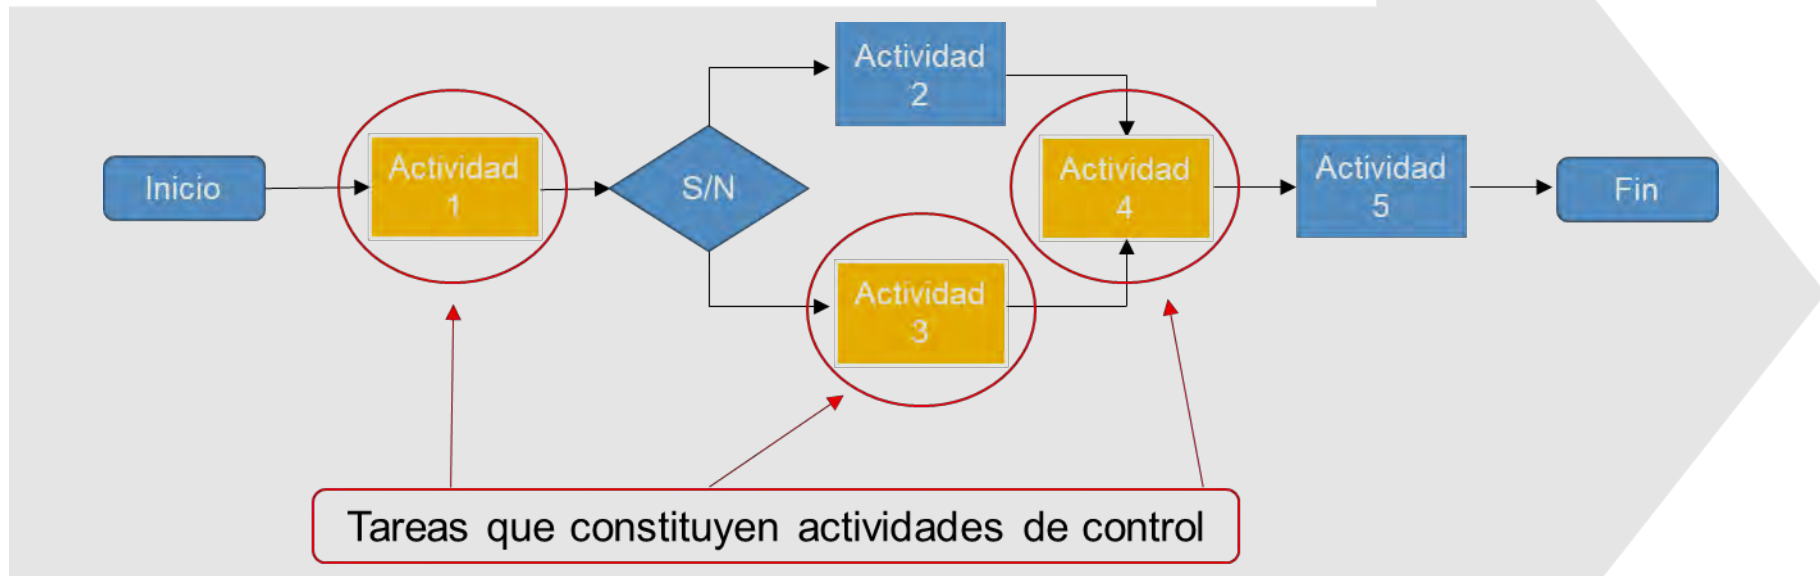 Inicio
Actividad
1
S/N
Actividad
2
Actividad
3
Actividad
4
Actividad
5
Fin
Tareas que constituyen actividades de control